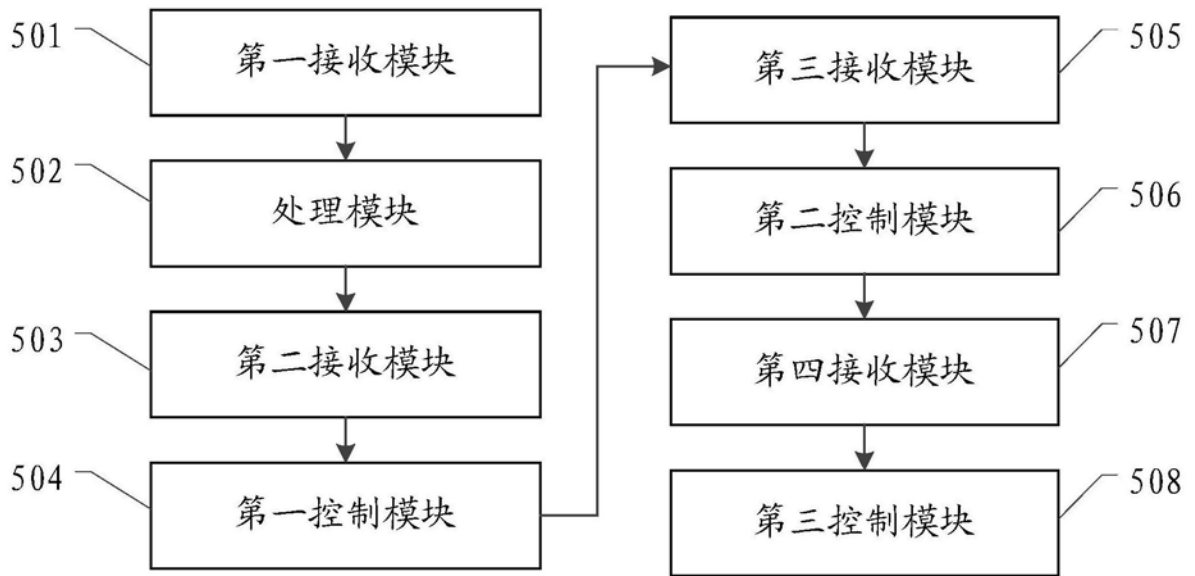 501
第一接收模块
502
处理模块
503
第二接收模块
504
第一控制模块
505
第三接收模块
506
第二控制模块
507
第四接收模块
508
第三控制模块